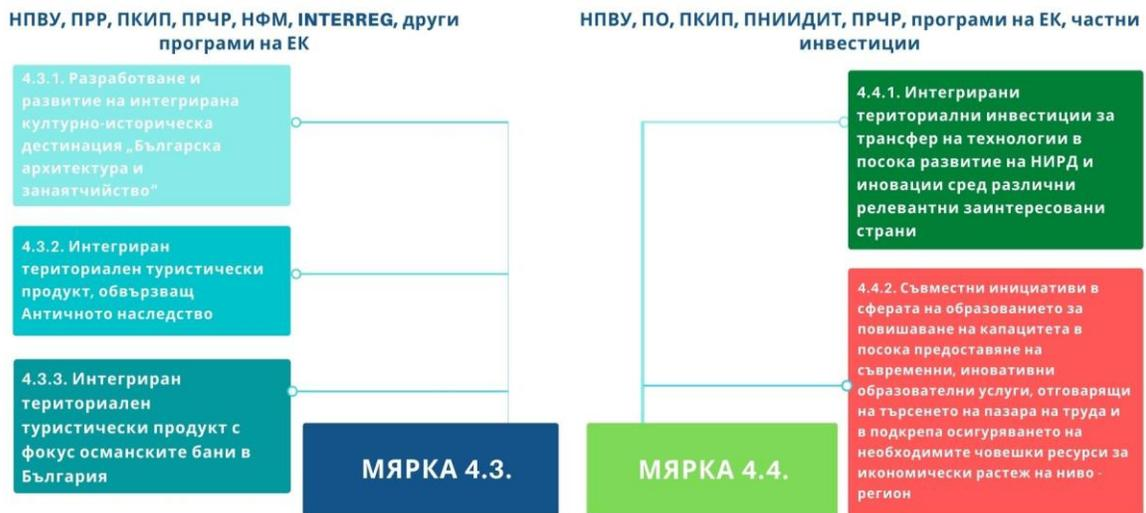 НПВУ, ПРР, ПКИП, ПРЧР, НФМ, INTERREG, други
програми на ЕК
4.3.1. Разработване и
развитие на интегрирана
културно-историческа
дестинация „Българска
архитектура и
занаятчийство“
4.3.2. Интегриран
териториален туристически
продукт, обвързващ
Античното наследство
4.3.3. Интегриран
териториален
туристически продукт с
фокус османските бани в
България
МЯРКА 4.3.
НПВУ, ПО, ПКИП, ПНИИДИТ, ПРЧР, програми на ЕК, частни
инвестиции
4.4.1. Интегрирани
териториални инвестиции за
трансфер на технологии в
посока развитие на НИРД и
иновации сред различни
релевантни заинтересовани
страни
4.4.2. Съвместни инициативи в
сферата на образованието за
повишаване на капацитета в
посока предоставяне на
съвременни, иновативни
образователни услуги, отговарящи
на търсенето на пазара на труда и
в подкрепа осигуряването на
необходимите човешки ресурси за
икономически растеж на ниво -
регион
МЯРКА 4.4.